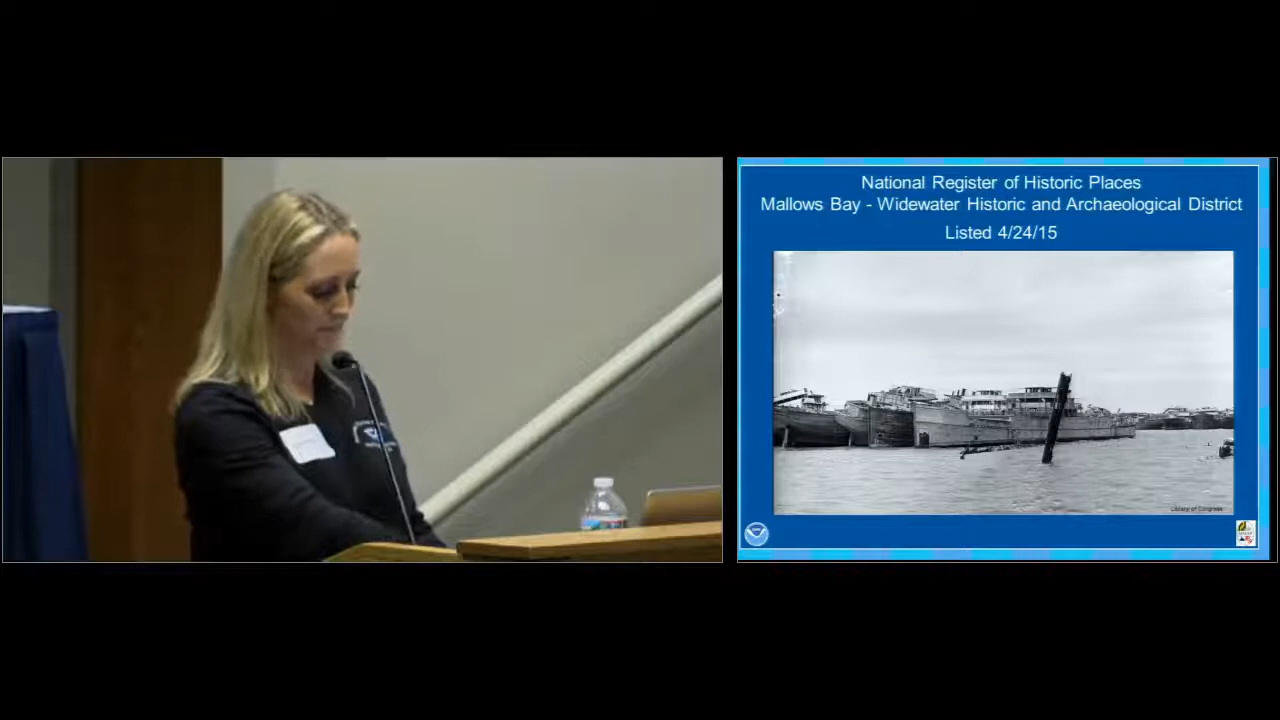 National Register of Historic Places
Mallows Bay - Widewater Historic and Archaeological District
Listed 4/24/15
Library of Congress